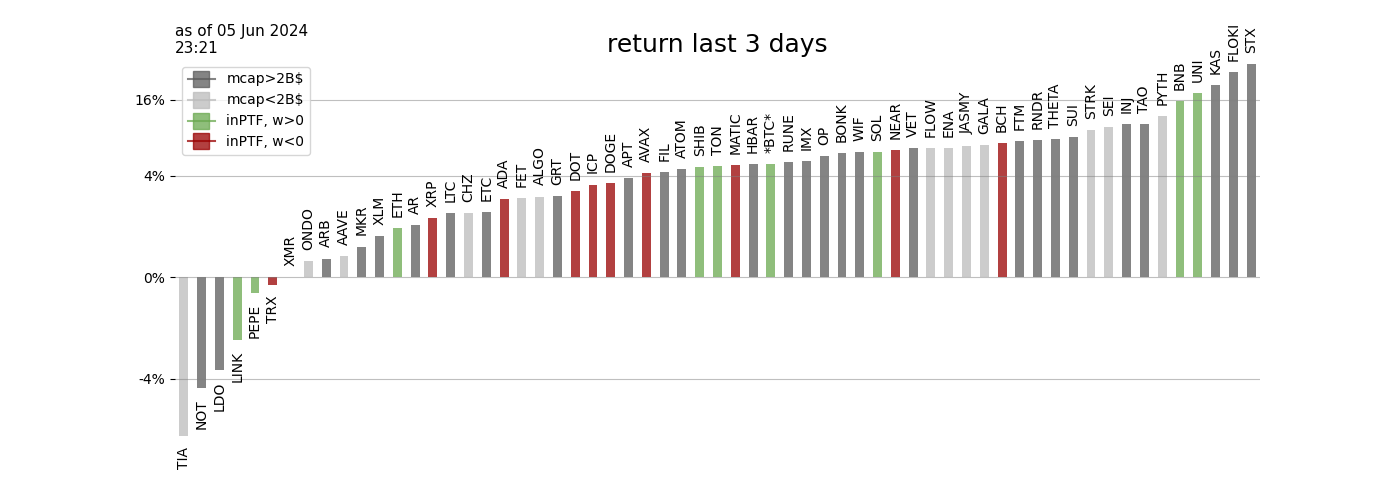 as of 05 Jun 2024
23:21
return last 3 days
mcap>2B$
mcap<2B$
inPTF, w>0
inPTF, w<0
16%
4%
0%
-4%
TIA
NOT
LDO
LINK
PEPE
TRX
XMR
ONDO
ARB
AAVE
MKR
XLM
ETH
AR
XRP
LTC
CHZ
ETC
ADA
FET
ALGO
GRT
DOT
ICP
DOGE
APT
AVAX
FIL
ATOM
SHIB
TON
MATIC
HBAR
*BTC*
RUNE
IMX
OP
BONK
WIF
SOL
NEAR
VET
FLOW
ENA
JASMY
GALA
BCH
FTM
RNDR
THETA
SUI
STRK
SEI
INJ
TAO
PYTH
BNB
UNI
KAS
FLOKI
STX